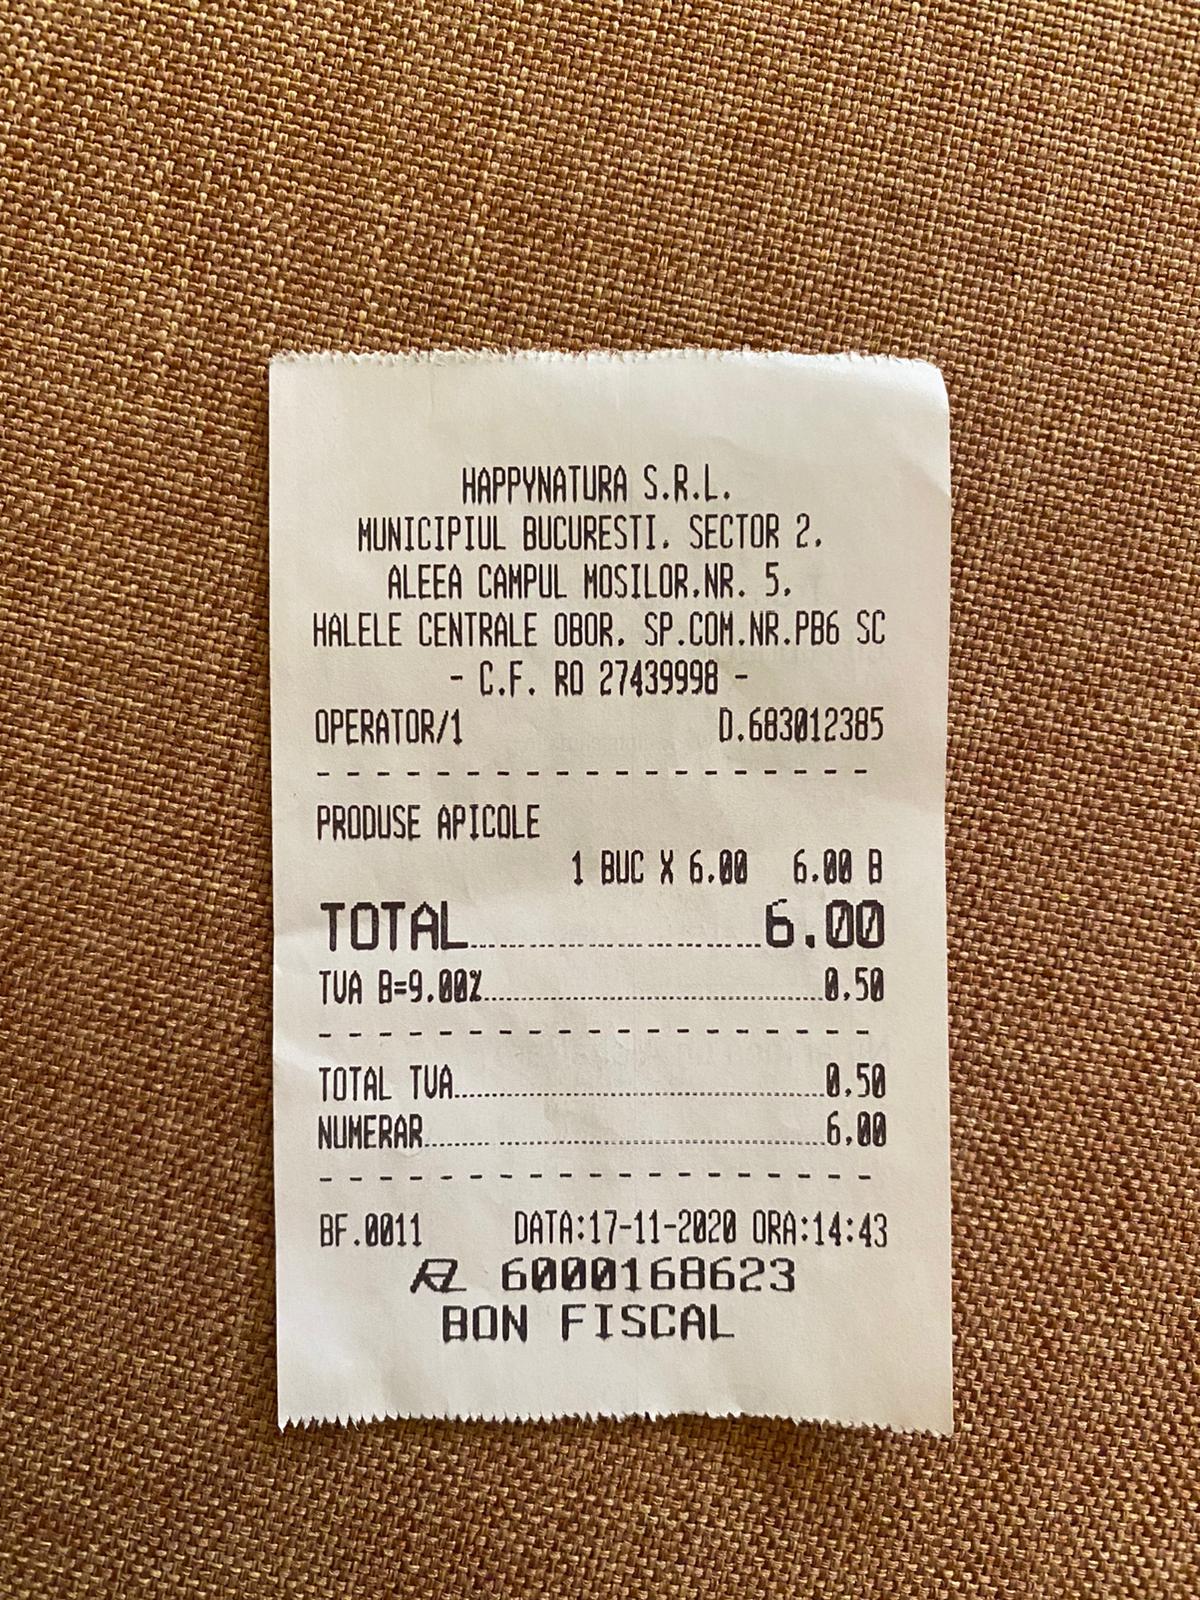 HAPPYNATURA S.R.L.
MUNICIPIUL BUCURESTI, SECTOR 2,
ALEEA CAMPUL MOSILOR,NR. 5,
HALELE CENTRALE OBOR, SP.COM.NR.PB6 SC
- C.F. RO 27439998 -
OPERATOR/1 D.683012385
- - - - - - - - - - - - - - - - - - -
PRODUSE APICOLE
1 BUC X 6.00 6.00 B
TOTAL 6.00
TVA B=9.00% 0.50
- - - - - - - - - - - - - - - - - - -
TOTAL TVA 0.50
NUMERAR 6.00
- - - - - - - - - - - - - - - - - - -
BF.0011 DATA:17-11-2020 ORA:14:43
6000168623
BON FISCAL